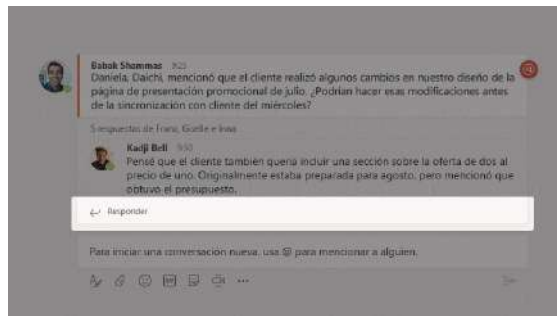 Babak Shammas 9:23
Daniela, Daichi, mencionó que el cliente realizó algunos cambios en nuestro diseño de la
página de presentación promocional de julio. ¿Podrían hacer esas modificaciones antes
de la sincronización con cliente del miércoles?
5 respuestas de Franz, Giselle e
Kadji Bell 9:50
Pensé que el cliente también quería incluir una sección sobre la oferta de dos al
precio de uno. Originalmente estaba preparada para agosto, pero mencionó que
obtuvo el presupuesto.
Responder
Para iniciar una conversación nueva, usa @ para mencionar a alguien.
GIF